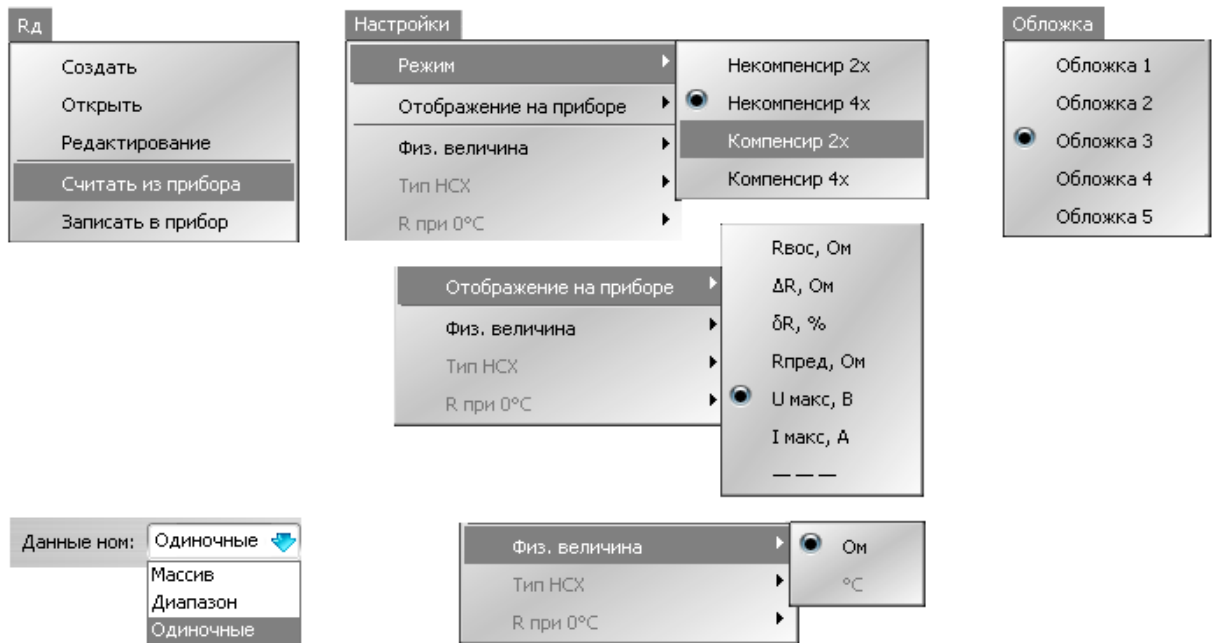 Rд
Создать
Открыть
Редактирование
Считать из прибора
Записать в прибор
Настройки
Режим
Отображение на приборе
Физ. величина
Тип НСХ
R при 0°C
Некомпенсир 2х
Некомпенсир 4х
Компенсир 2х
Компенсир 4х
Обложка
Обложка 1
Обложка 2
Обложка 3
Обложка 4
Обложка 5
Отображение на приборе
Физ. величина
Тип НСХ
R при 0°C
Rвос, Ом
ΔR, Ом
δR, %
Rпред, Ом
U макс, В
I макс, А
— — —
Данные ном: Одиночные
Массив
Диапазон
Одиночные
Физ. величина
Тип НСХ
R при 0°C
Ом
°C